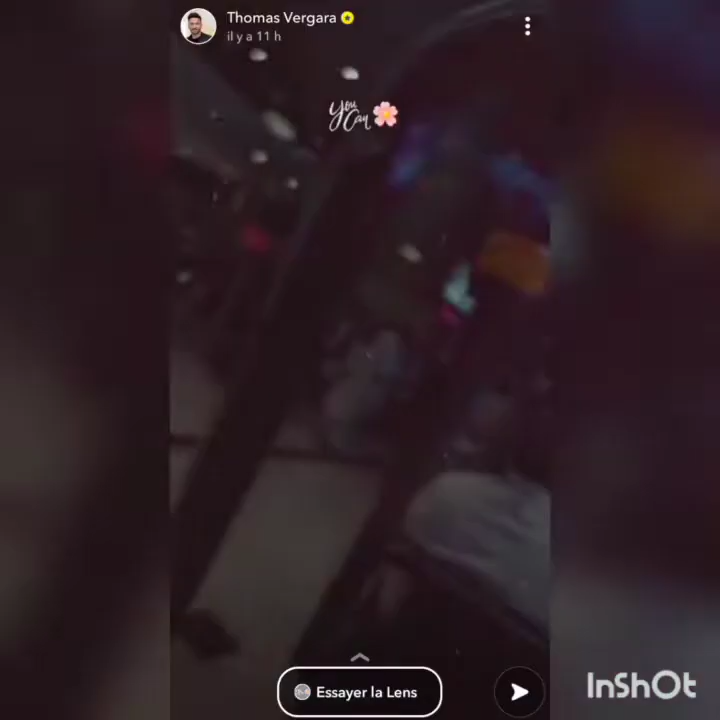 Thomas Vergara
il y a 11 h
You
Can
Essayer la Lens
InShOt